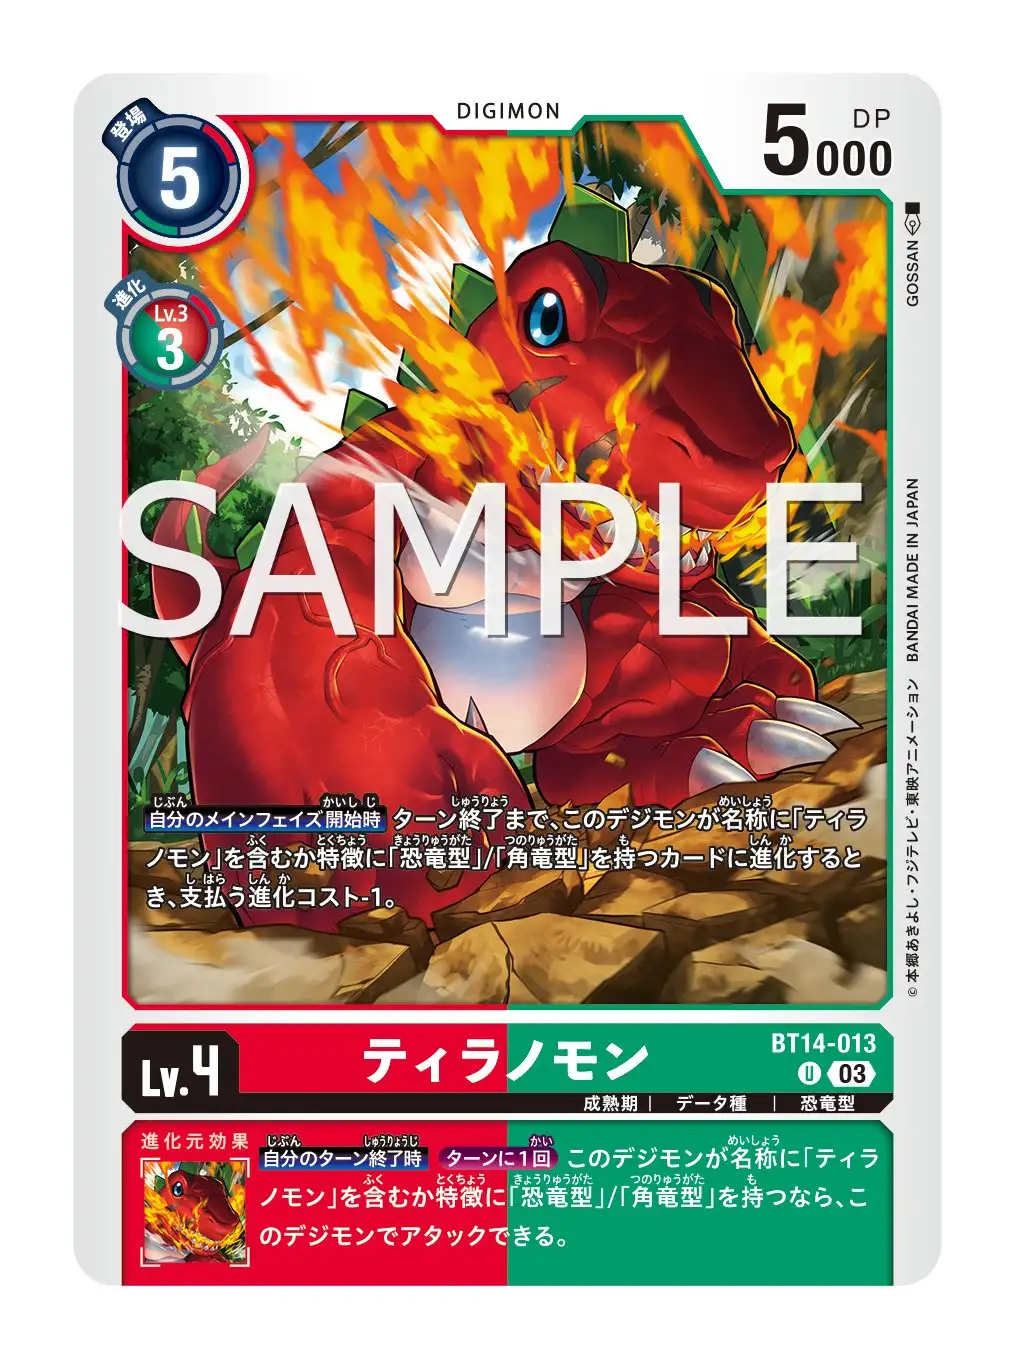 DIGIMON
登場
5
5000
DP
進化
Lv.3
3
GOSSAN
SAMPLE
BANDAI MADE IN JAPAN
©本郷あきよし・フジテレビ・東映アニメーション
自分のメインフェイズ開始時 ターン終了まで、このデジモンが名称に「ティラ
ノモン」を含むか特徴に「恐竜型」/「角竜型」を持つカードに進化すると
き、支払う進化コスト-1。
Lv.4
ティラノモン
BT14-013
U 03
成熟期 | データ種 | 恐竜型
進化元効果
自分のターン終了時 ターンに1回 このデジモンが名称に「ティラ
ノモン」を含むか特徴に「恐竜型」/「角竜型」を持つなら、こ
のデジモンでアタックできる。